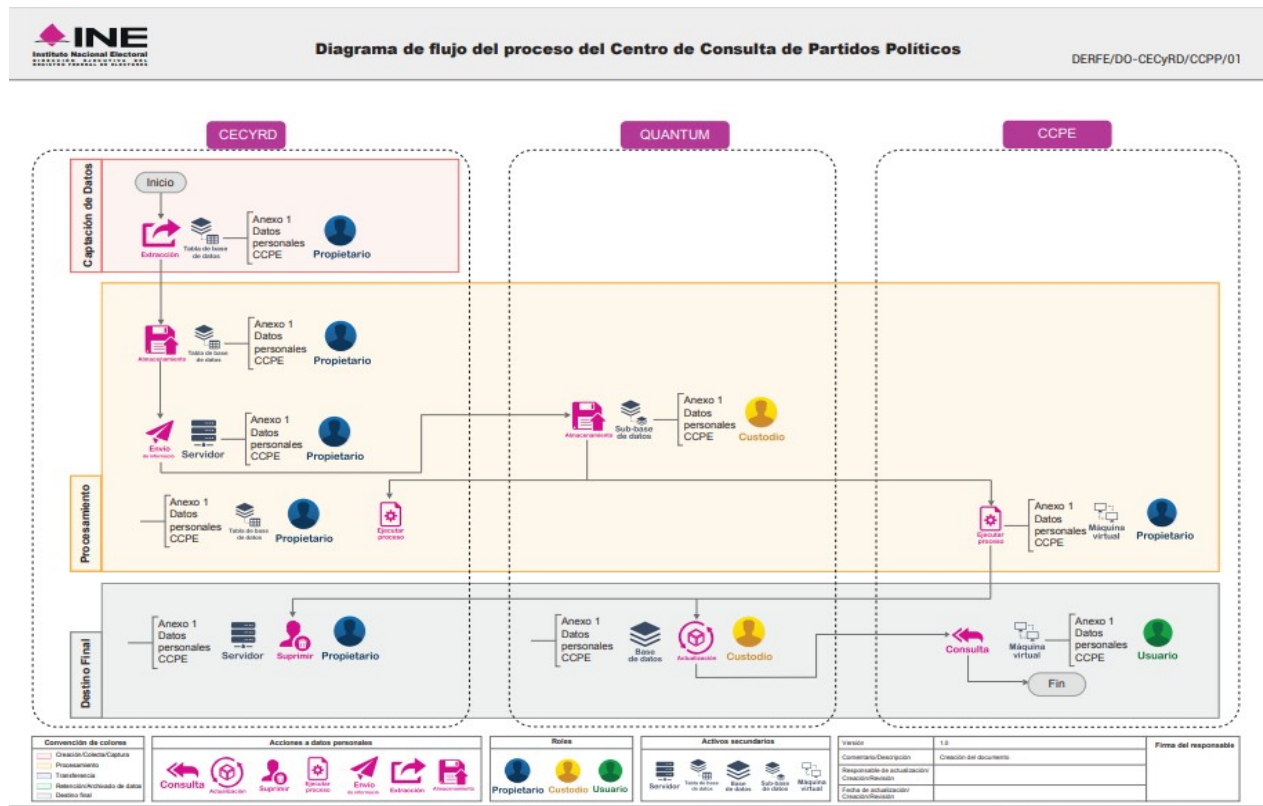 INE
Instituto Nacional Electoral
DIRECCIÓN EJECUTIVA DEL
REGISTRO FEDERAL DE ELECTORES
Diagrama de flujo del proceso del Centro de Consulta de Partidos Políticos
DERFE/DO-CECyRD/CCPP/01
CECYRD
QUANTUM
CCPE
Captación de Datos
Inicio
Extracción
Tabla de base
de datos
Anexo 1
Datos
personales
CCPE
Propietario
Procesamiento
Almacenamiento
Tabla de base
de datos
Anexo 1
Datos
personales
CCPE
Propietario
Envío
de informació
Servidor
Anexo 1
Datos
personales
CCPE
Propietario
Almacenamiento
Sub-base
de datos
Anexo 1
Datos
personales
CCPE
Custodio
Anexo 1
Datos
personales
CCPE
Tabla de base
de datos
Propietario
Ejecutar
proceso
Ejecutar
proceso
Anexo 1
Datos
personales
CCPE
Máquina
virtual
Propietario
Destino Final
Anexo 1
Datos
personales
CCPE
Servidor
Suprimir
Propietario
Anexo 1
Datos
personales
CCPE
Base
de datos
Actualización
Custodio
Consulta
Máquina
virtual
Anexo 1
Datos
personales
CCPE
Usuario
Fin
Convención de colores
Creación/Colecta/Captura
Procesamiento
Transferencia
Retención/Archivado de datos
Destino final
Acciones a datos personales
Consulta
Actualización
Suprimir
Ejecutar
proceso
Envío
de informació
Extracción
Almacenamiento
Roles
Propietario
Custodio
Usuario
Activos secundarios
Servidor
Tabla de base
de datos
Base
de datos
Sub-base
de datos
Máquina
virtual
Versión
1.0
Comentario/Descripción
Creación del documento
Responsable de actualización/
Creación/Revisión
Fecha de actualización/
Creación/Revisión
Firma del responsable